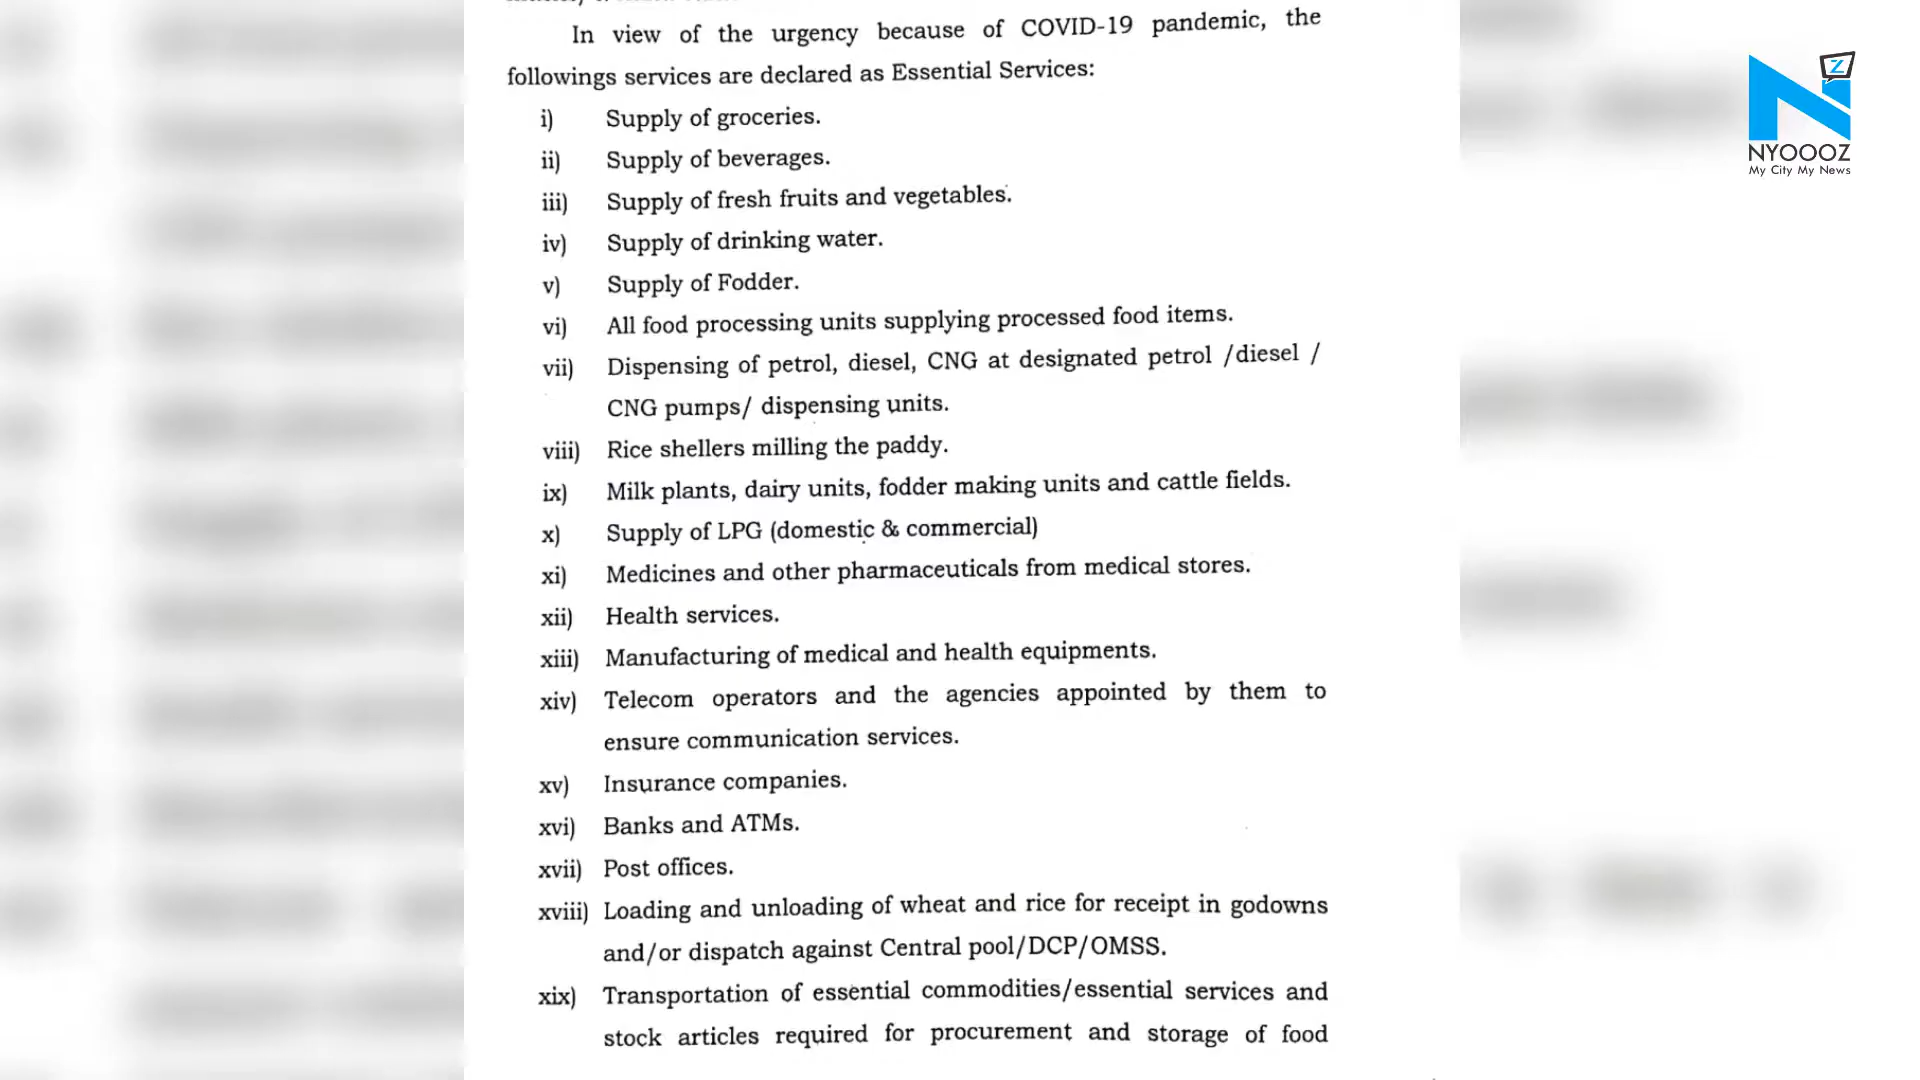 In view of the urgency because of COVID-19 pandemic, the
followings services are declared as Essential Services:
i) Supply of groceries.
ii) Supply of beverages.
iii) Supply of fresh fruits and vegetables.
iv) Supply of drinking water.
v) Supply of Fodder.
vi) All food processing units supplying processed food items.
vii) Dispensing of petrol, diesel, CNG at designated petrol /diesel /
CNG pumps/ dispensing units.
viii) Rice shellers milling the paddy.
ix) Milk plants, dairy units, fodder making units and cattle fields.
x) Supply of LPG (domestic & commercial)
xi) Medicines and other pharmaceuticals from medical stores.
xii) Health services.
xiii) Manufacturing of medical and health equipments.
xiv) Telecom operators and the agencies appointed by them to
ensure communication services.
xv) Insurance companies.
xvi) Banks and ATMs.
xvii) Post offices.
xviii) Loading and unloading of wheat and rice for receipt in godowns
and/or dispatch against Central pool/DCP/OMSS.
xix) Transportation of essential commodities/essential services and
stock articles required for procurement and storage of food
Z
NYOOOZ
My City My News